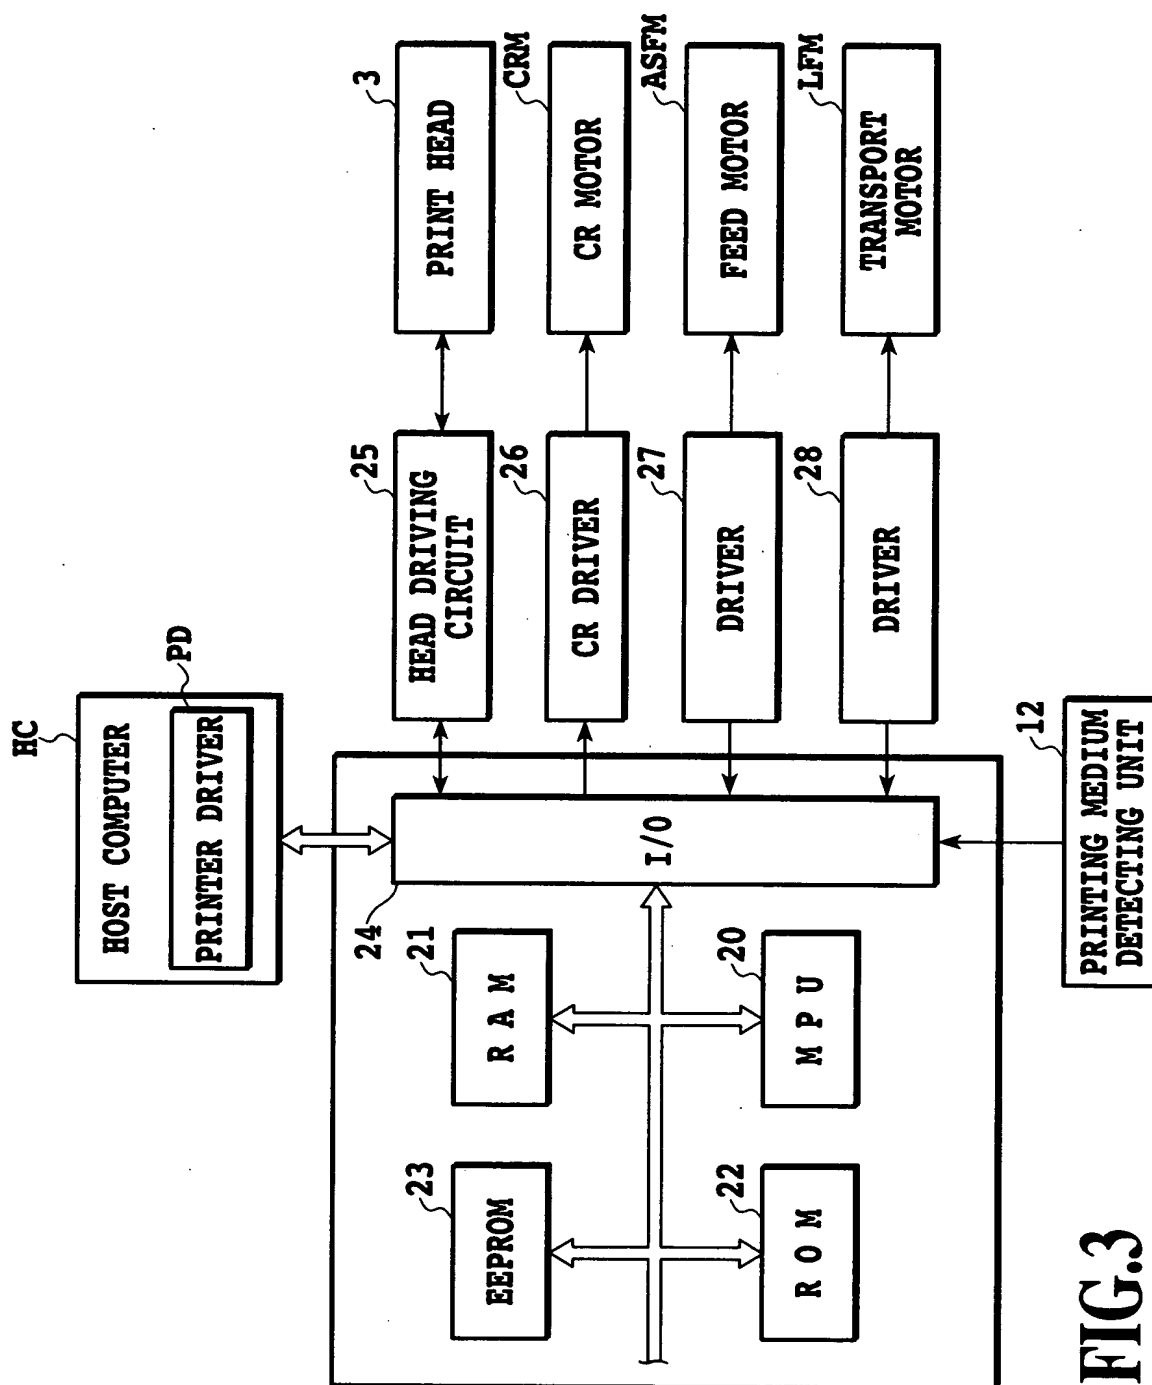 HC
HOST COMPUTER
PD
PRINTER DRIVER
3
PRINT HEAD
CRM
CR MOTOR
ASFM
FEED MOTOR
LFM
TRANSPORT
MOTOR
25
HEAD DRIVING
CIRCUIT
26
CR DRIVER
27
DRIVER
28
DRIVER
24
I/O
21
RAM
20
MPU
23
EEPROM
22
ROM
12
PRINTING MEDIUM
DETECTING UNIT
FIG.3